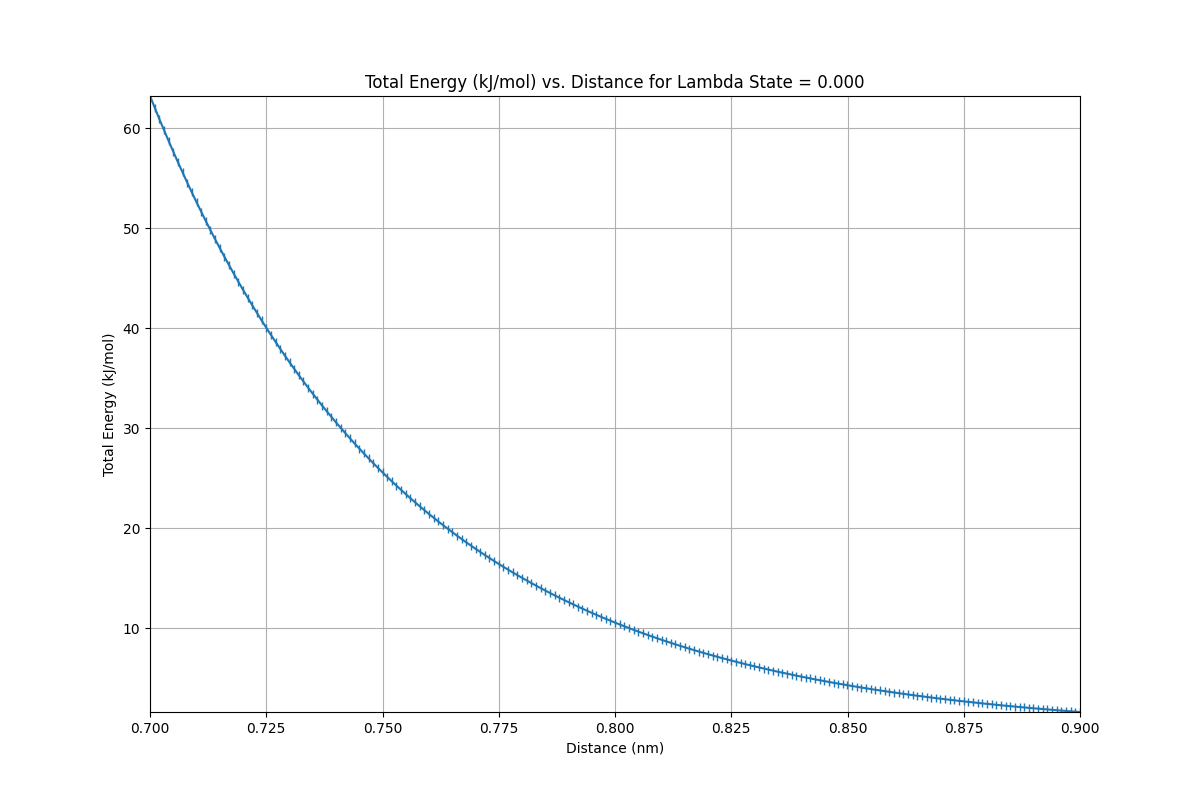 Total Energy (kJ/mol) vs. Distance for Lambda State = 0.000
60
50
40
30
20
10
Total Energy (kJ/mol)
0.700 0.725 0.750 0.775 0.800 0.825 0.850 0.875 0.900
Distance (nm)